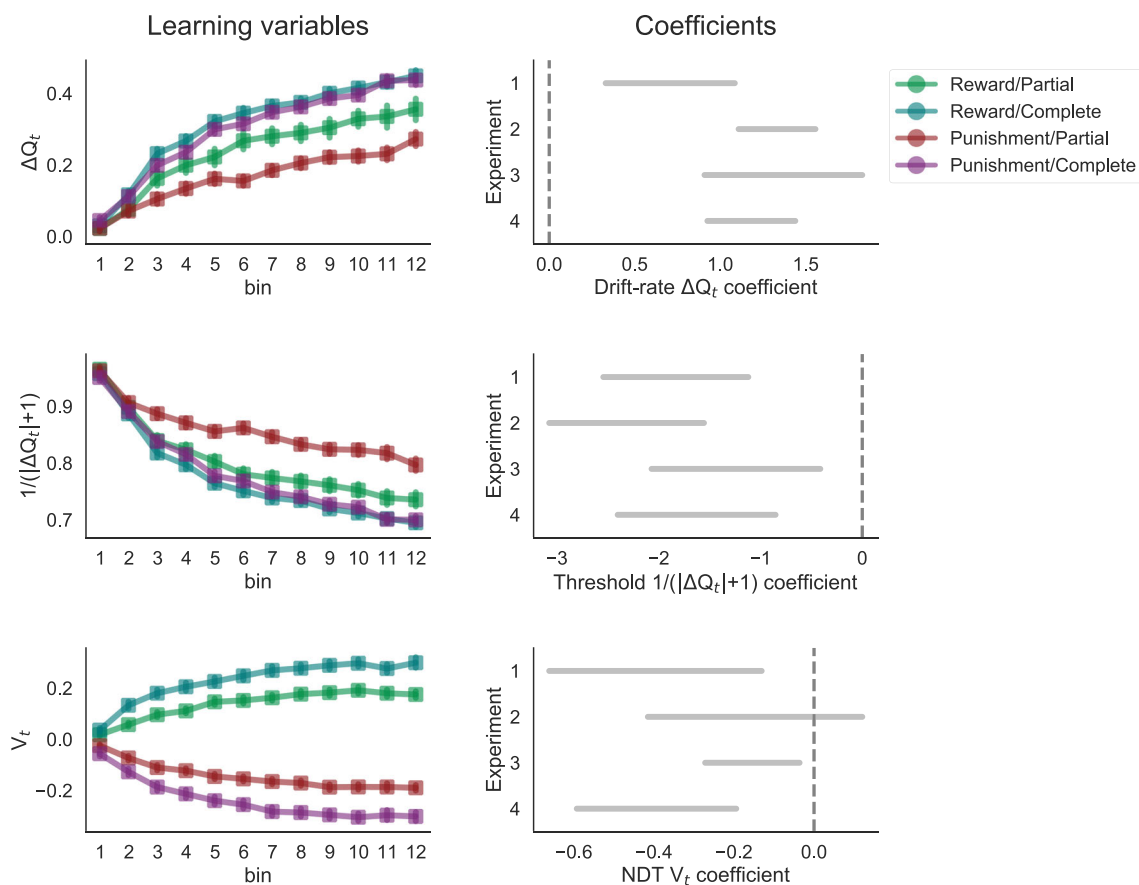 Learning variables
Coefficients
ΔQt
0.4
0.2
0.0
1 2 3 4 5 6 7 8 9 10 11 12
bin
Experiment
1
2
3
4
0.0 0.5 1.0 1.5
Drift-rate ΔQt coefficient
Reward/Partial
Reward/Complete
Punishment/Partial
Punishment/Complete
1/(|ΔQt|+1)
0.9
0.8
0.7
1 2 3 4 5 6 7 8 9 10 11 12
bin
Experiment
1
2
3
4
−3 −2 −1 0
Threshold 1/(|ΔQt|+1) coefficient
Vt
0.2
0.0
−0.2
1 2 3 4 5 6 7 8 9 10 11 12
bin
Experiment
1
2
3
4
−0.6 −0.4 −0.2 0.0
NDT Vt coefficient